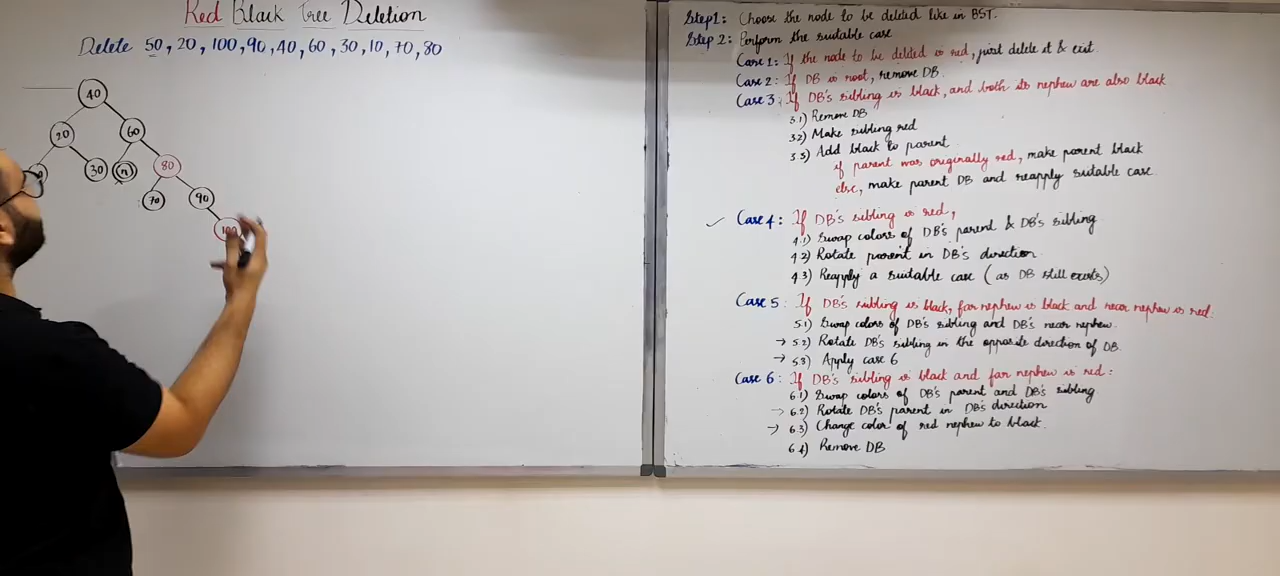 Red Black Tree Deletion
Delete 50, 20, 100, 90, 40, 60, 30, 10, 70, 80
40
20 60
30 n 80
70 90
100
Step 1: Choose the node to be deleted like in BST.
Step 2: Perform the suitable case
Case 1: If the node to be deleted is red, just delete it & exit.
Case 2: If DB is root, remove DB.
Case 3: If DB's sibling is black, and both its nephew are also black
3.1) Remove DB
3.2) Make sibling red
3.3) Add black to parent
if parent was originally red, make parent black
else, make parent DB and reapply suitable case.
Case 4: If DB's sibling is red,
4.1) Swap colors of DB's parent & DB's sibling
4.2) Rotate parent in DB's direction
4.3) Reapply a suitable case (as DB still exists)
Case 5: If DB's sibling is black, far nephew is black and near nephew is red:
5.1) Swap colors of DB's sibling and DB's near nephew.
→ 5.2) Rotate DB's sibling in the opposite direction of DB.
→ 5.3) Apply case 6
Case 6: If DB's sibling is black and far nephew is red:
6.1) Swap colors of DB's parent and DB's sibling
→ 6.2) Rotate DB's parent in DB's direction
→ 6.3) Change color of red nephew to black.
6.4) Remove DB